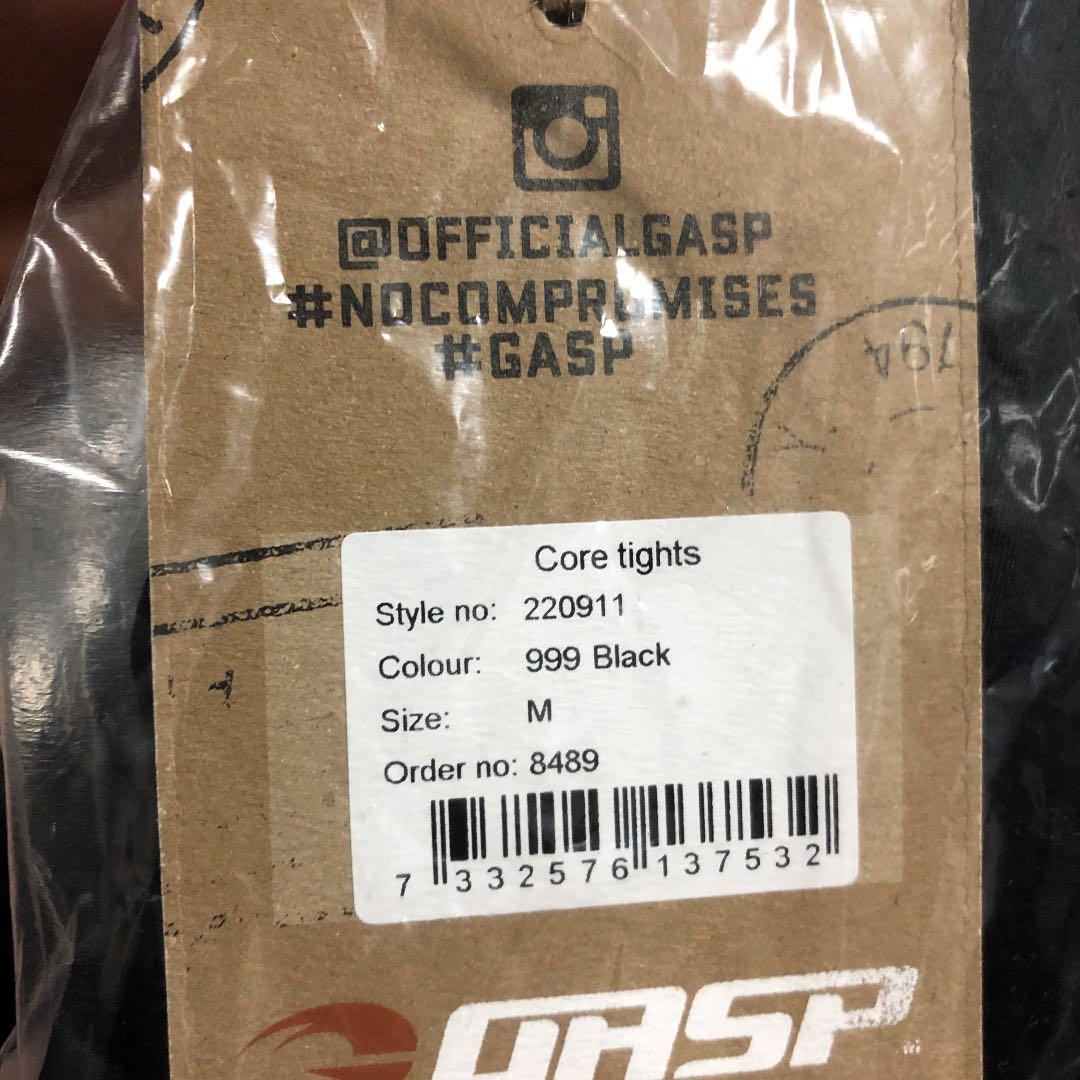 @OFFICIALGASP
#NOCOMPROMISES
#GASP
Core tights
Style no: 220911
Colour: 999 Black
Size: M
Order no: 8489
7 332576 137532
GASP